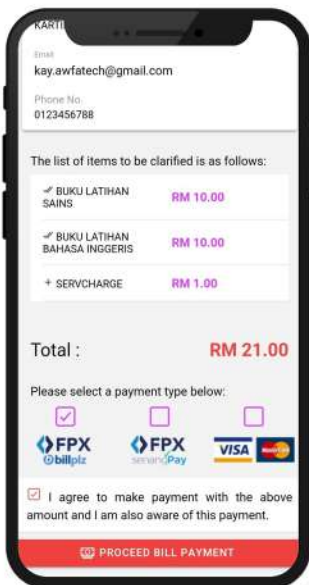 KARTI
Email
kay.awfatech@gmail.com
Phone No.
0123456788
The list of items to be clarified is as follows:
BUKU LATIHAN SAINS RM 10.00
BUKU LATIHAN BAHASA INGGERIS RM 10.00
+ SERVCHARGE RM 1.00
Total : RM 21.00
Please select a payment type below:
FPX FPX VISA MasterCard
billplz senangPay
I agree to make payment with the above
amount and I am also aware of this payment.
PROCEED BILL PAYMENT